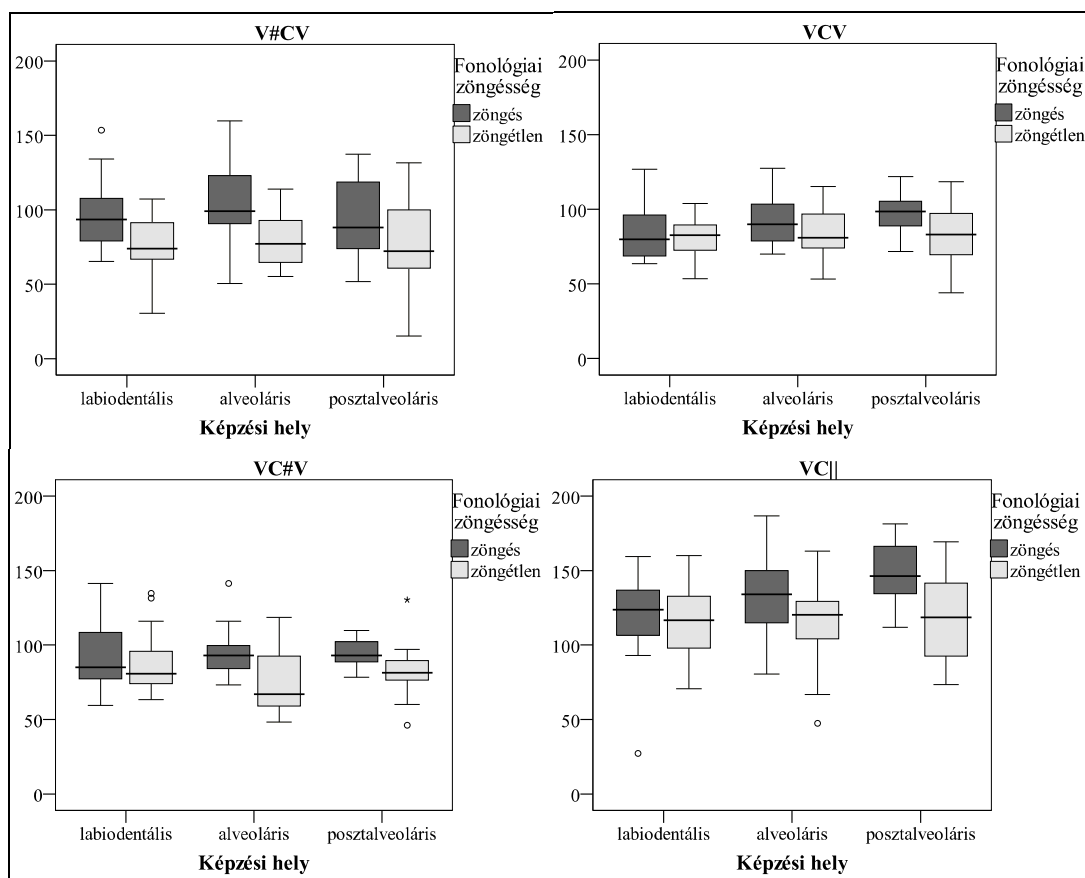 V#CV
Fonológiai
zöngésség
zöngés
zöngétlen
200
150
100
50
0
labiodentális alveoláris posztalveoláris
Képzési hely
VCV
Fonológiai
zöngésség
zöngés
zöngétlen
200
150
100
50
0
labiodentális alveoláris posztalveoláris
Képzési hely
VC#V
Fonológiai
zöngésség
zöngés
zöngétlen
200
150
100
50
0
labiodentális alveoláris posztalveoláris
Képzési hely
VC||
Fonológiai
zöngésség
zöngés
zöngétlen
200
150
100
50
0
labiodentális alveoláris posztalveoláris
Képzési hely